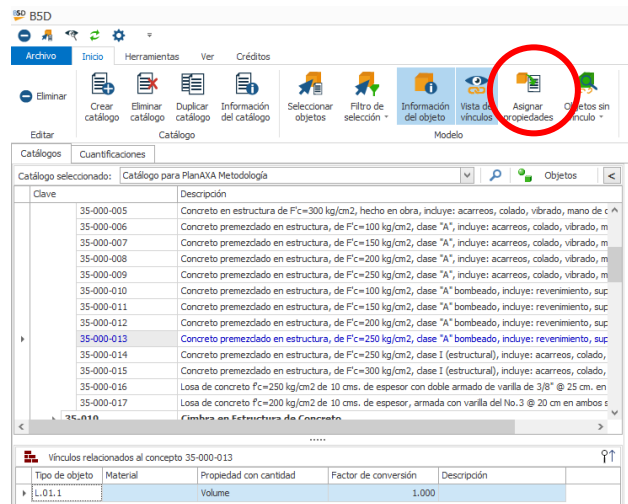 B5D
Archivo Inicio Herramientas Ver Créditos
Eliminar
Crear catálogo
Eliminar catálogo
Duplicar catálogo
Información del catálogo
Seleccionar objetos
Filtro de selección
Información del objeto
Vista de vínculos
Asignar propiedades
Objetos sin vínculo
Editar Catálogo Modelo
Catálogos Cuantificaciones
Catálogo seleccionado: Catálogo para PlanAXA Metodología Objetos <
Clave Descripción
35-000-005 Concreto en estructura de F'c=300 kg/cm2, hecho en obra, incluye: acarreos, colado, vibrado, mano de
35-000-006 Concreto premezclado en estructura, de F'c=100 kg/cm2, clase "A", incluye: acarreos, colado, vibrado, m
35-000-007 Concreto premezclado en estructura, de F'c=150 kg/cm2, clase "A", incluye: acarreos, colado, vibrado, m
35-000-008 Concreto premezclado en estructura, de F'c=200 kg/cm2, clase "A", incluye: acarreos, colado, vibrado, m
35-000-009 Concreto premezclado en estructura, de F'c=250 kg/cm2, clase "A", incluye: acarreos, colado, vibrado, m
35-000-010 Concreto premezclado en estructura, de F'c=100 kg/cm2, clase "A" bombeado, incluye: revenimiento, sup
35-000-011 Concreto premezclado en estructura, de F'c=150 kg/cm2, clase "A" bombeado, incluye: revenimiento, sup
35-000-012 Concreto premezclado en estructura, de F'c=200 kg/cm2, clase "A" bombeado, incluye: revenimiento, sup
35-000-013 Concreto premezclado en estructura, de F'c=250 kg/cm2, clase "A" bombeado, incluye: revenimiento, sup
35-000-014 Concreto premezclado en estructura, de F'c=250 kg/cm2, clase I (estructural), incluye: acarreos, colado,
35-000-015 Concreto premezclado en estructura, de F'c=300 kg/cm2, clase I (estructural), incluye: acarreos, colado,
35-000-016 Losa de concreto f'c=250 kg/cm2 de 10 cms. de espesor con doble armado de varilla de 3/8" @ 25 cm. en
35-000-017 Losa de concreto f'c=200 kg/cm2 de 10 cms. de espesor, armada con varilla del No.3 @ 20 cm en ambos s
35-010 Cimbra en Estructura de Concreto
Vínculos relacionados al concepto 35-000-013
Tipo de objeto Material Propiedad con cantidad Factor de conversión Descripción
L.01.1 Volume 1.000